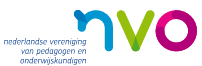 nvo
nederlandse vereniging
van pedagogen en
onderwijskundigen